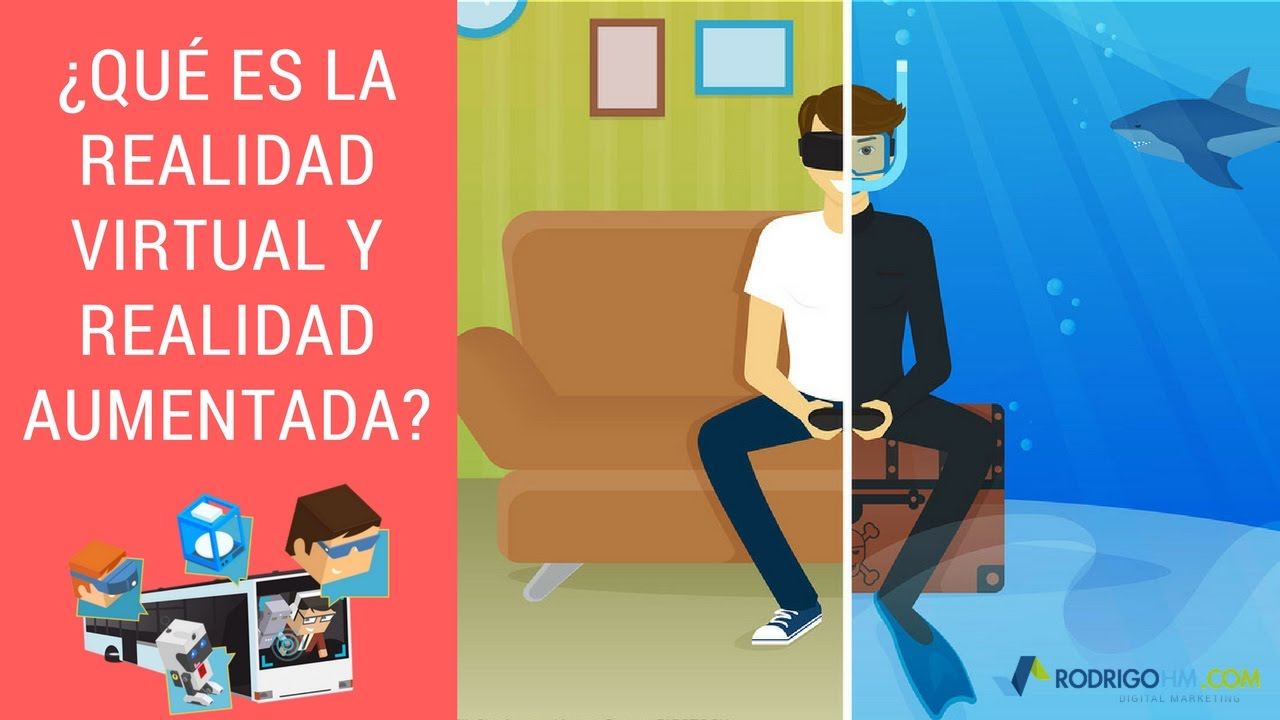 ¿QUÉ ES LA
REALIDAD
VIRTUAL Y
REALIDAD
AUMENTADA?
RODRIGOHM.COM
DIGITAL MARKETING